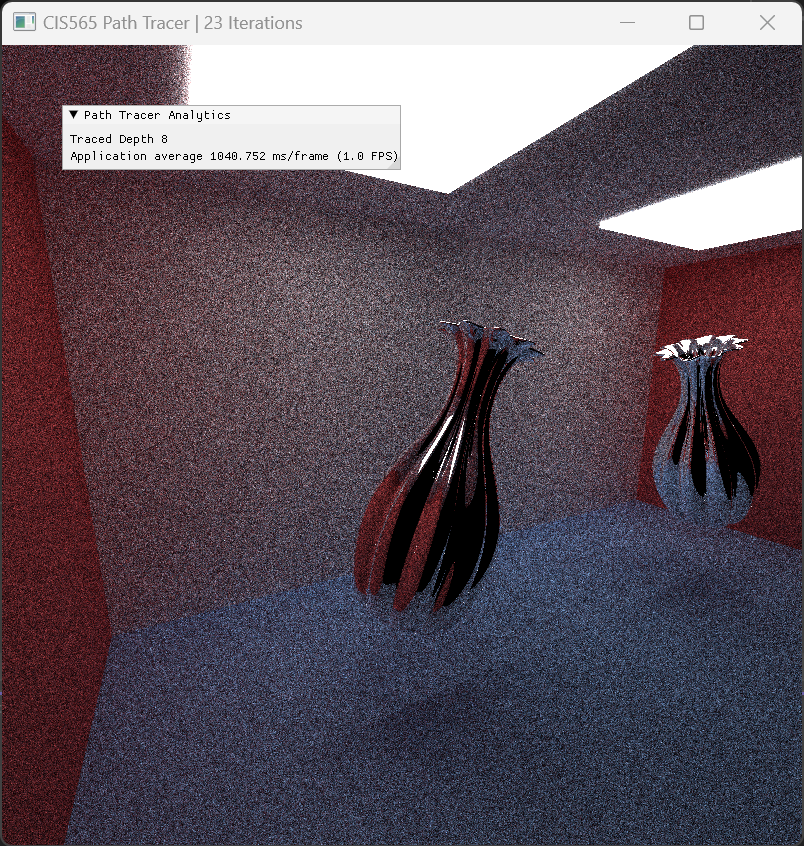 CIS565 Path Tracer | 23 Iterations
▼ Path Tracer Analytics
Traced Depth 8
Application average 1040.752 ms/frame (1.0 FPS)